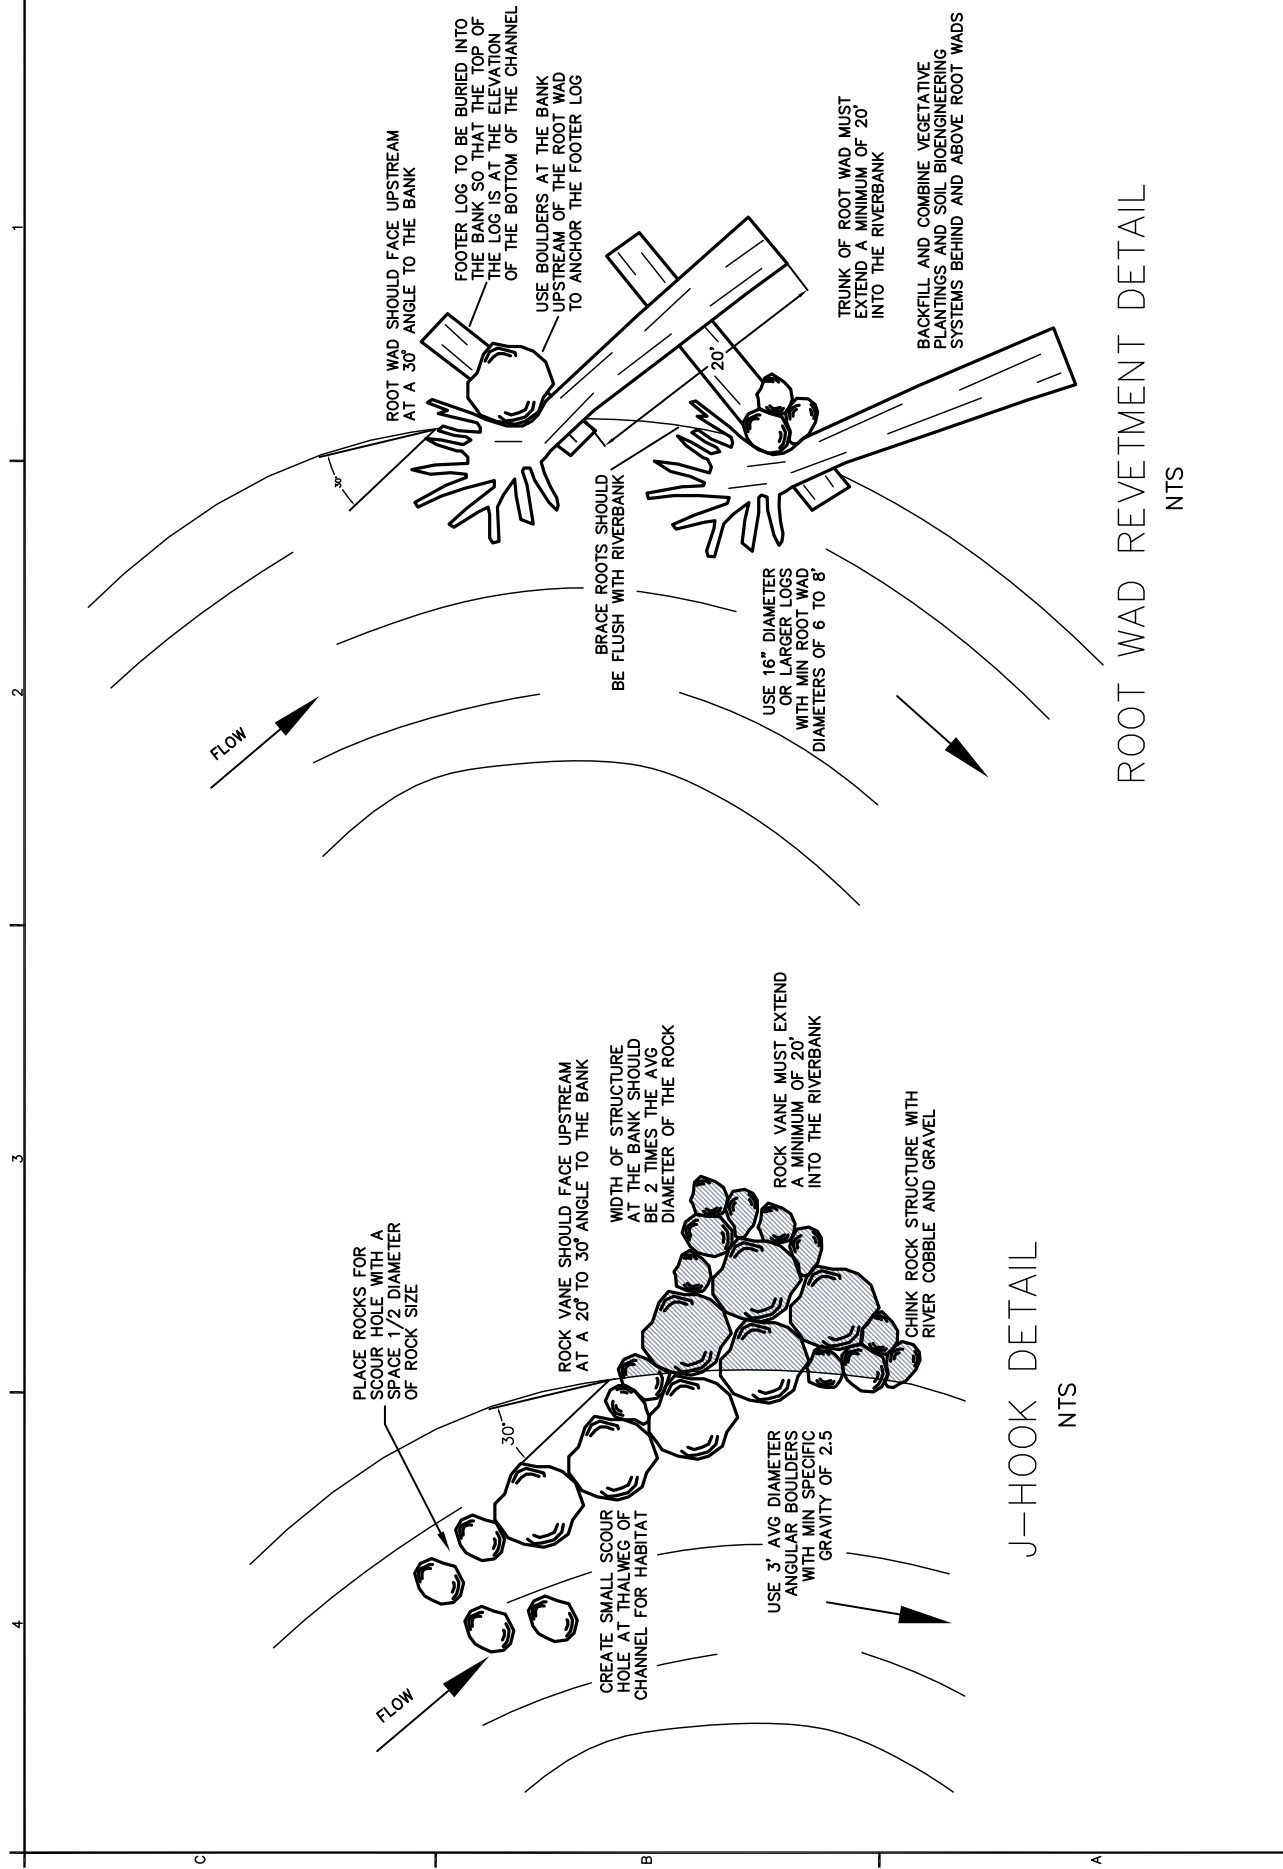 4
3
2
1
C
B
A
PLACE ROCKS FOR
SCOUR HOLE WITH A
SPACE 1/2 DIAMETER
OF ROCK SIZE
FLOW
30°
ROCK VANE SHOULD FACE UPSTREAM
AT A 20° TO 30° ANGLE TO THE BANK
WIDTH OF STRUCTURE
AT THE BANK SHOULD
BE 2 TIMES THE AVG
DIAMETER OF THE ROCK
CREATE SMALL SCOUR
HOLE AT THALWEG OF
CHANNEL FOR HABITAT
ROCK VANE MUST EXTEND
A MINIMUM OF 20'
INTO THE RIVERBANK
USE 3' AVG DIAMETER
ANGULAR BOULDERS
WITH MIN SPECIFIC
GRAVITY OF 2.5
CHINK ROCK STRUCTURE WITH
RIVER COBBLE AND GRAVEL
J-HOOK DETAIL
NTS
FLOW
30°
ROOT WAD SHOULD FACE UPSTREAM
AT A 30° ANGLE TO THE BANK
FOOTER LOG TO BE BURIED INTO
THE BANK SO THAT THE TOP OF
THE LOG IS AT THE ELEVATION
OF THE BOTTOM OF THE CHANNEL
USE BOULDERS AT THE BANK
UPSTREAM OF THE ROOT WAD
TO ANCHOR THE FOOTER LOG
BRACE ROOTS SHOULD
BE FLUSH WITH RIVERBANK
20'
USE 16" DIAMETER
OR LARGER LOGS
WITH MIN ROOT WAD
DIAMETERS OF 6 TO 8'
TRUNK OF ROOT WAD MUST
EXTEND A MINIMUM OF 20'
INTO THE RIVERBANK
BACKFILL AND COMBINE VEGETATIVE
PLANTINGS AND SOIL BIOENGINEERING
SYSTEMS BEHIND AND ABOVE ROOT WADS
ROOT WAD REVETMENT DETAIL
NTS